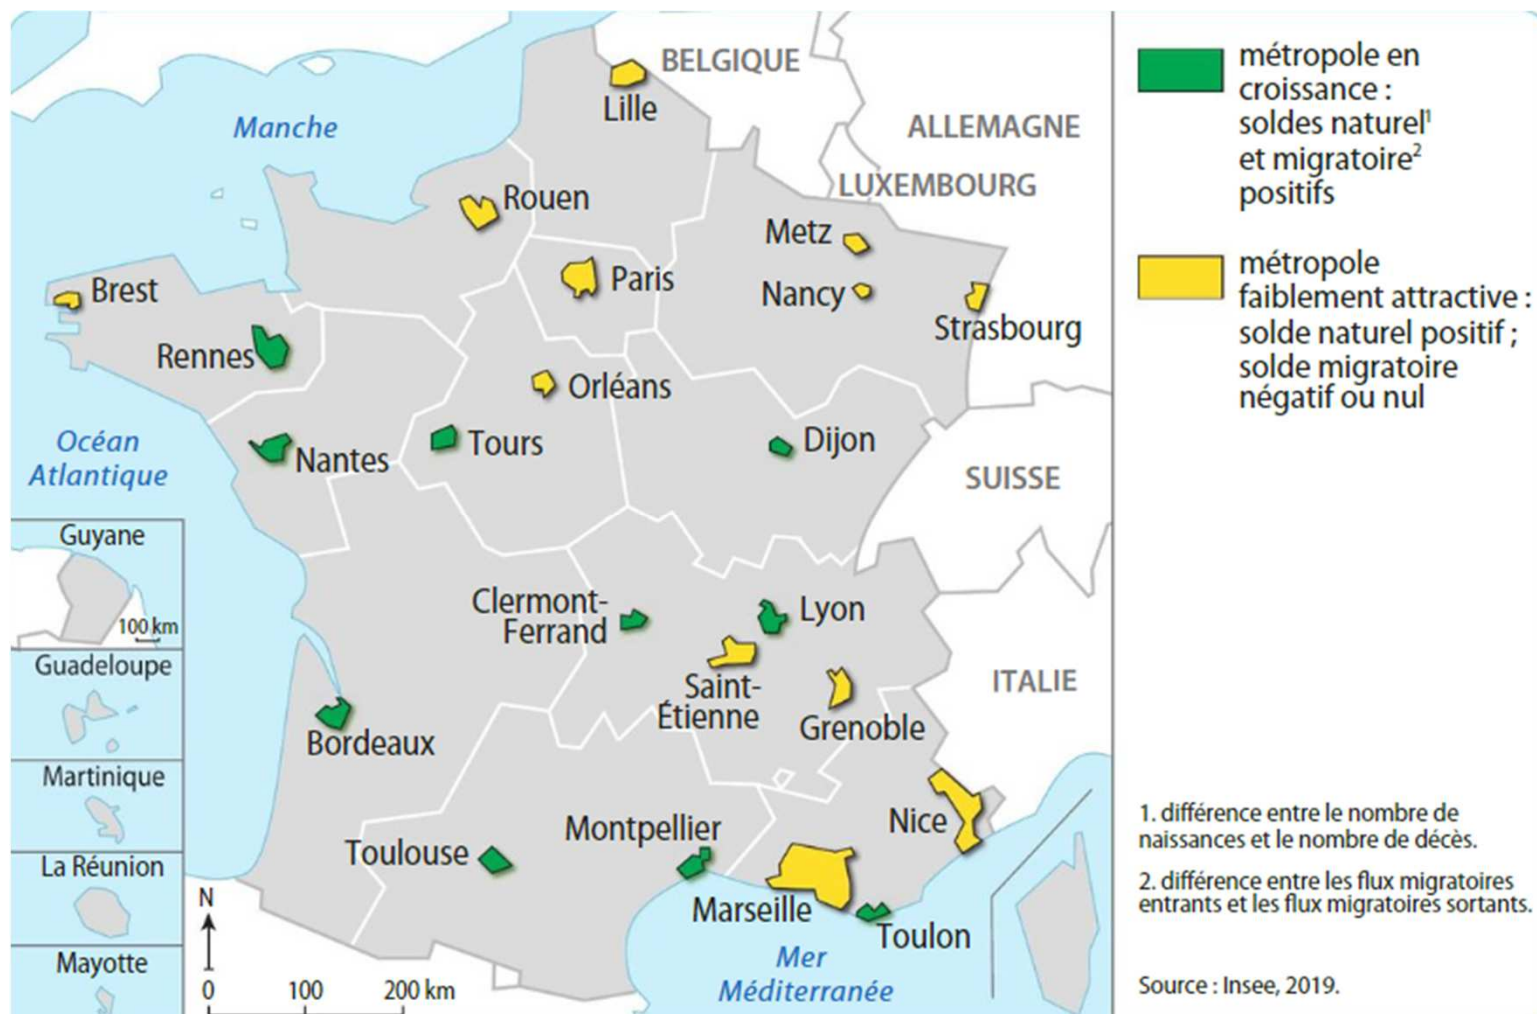 BELGIQUE
Lille
Manche
ALLEMAGNE
LUXEMBOURG
Rouen
Metz
Paris
Nancy
Brest
Strasbourg
Rennes
Orléans
Océan
Atlantique
Nantes
Tours
Dijon
SUISSE
Guyane
100 km
Clermont-
Ferrand
Lyon
Guadeloupe
Saint-
Étienne
Grenoble
ITALIE
Bordeaux
Martinique
Montpellier
Nice
Toulouse
La Réunion
Marseille
Toulon
N
Mayotte
Mer
Méditerranée
0 100 200 km
métropole en
croissance :
soldes naturel¹
et migratoire²
positifs
métropole
faiblement attractive :
solde naturel positif ;
solde migratoire
négatif ou nul
1. différence entre le nombre de
naissances et le nombre de décès.
2. différence entre les flux migratoires
entrants et les flux migratoires sortants.
Source : Insee, 2019.